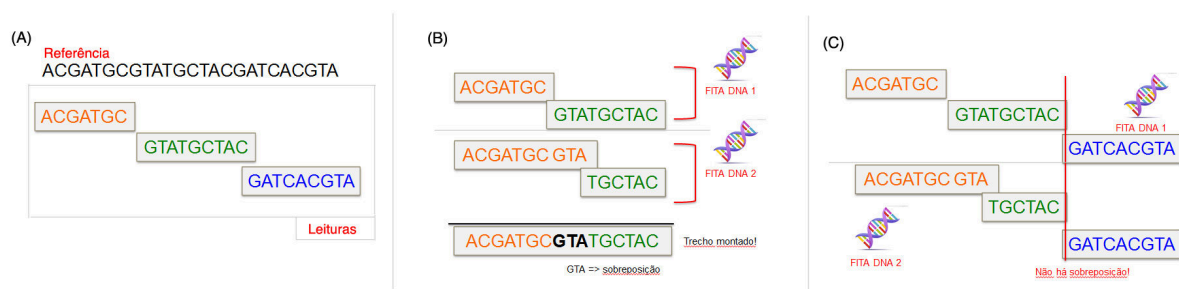 (A)
Referência
ACGATGCGTATGCTACGATCACGTA
ACGATGC
GTATGCTAC
GATCACGTA
Leituras
(B)
ACGATGC
GTATGCTAC
FITA DNA 1
ACGATGC GTA
TGCTAC
FITA DNA 2
ACGATGCGTATGCTAC
Trecho montado!
GTA => sobreposição
(C)
ACGATGC
GTATGCTAC
FITA DNA 1
GATCACGTA
ACGATGC GTA
TGCTAC
GATCACGTA
FITA DNA 2
Não há sobreposição!